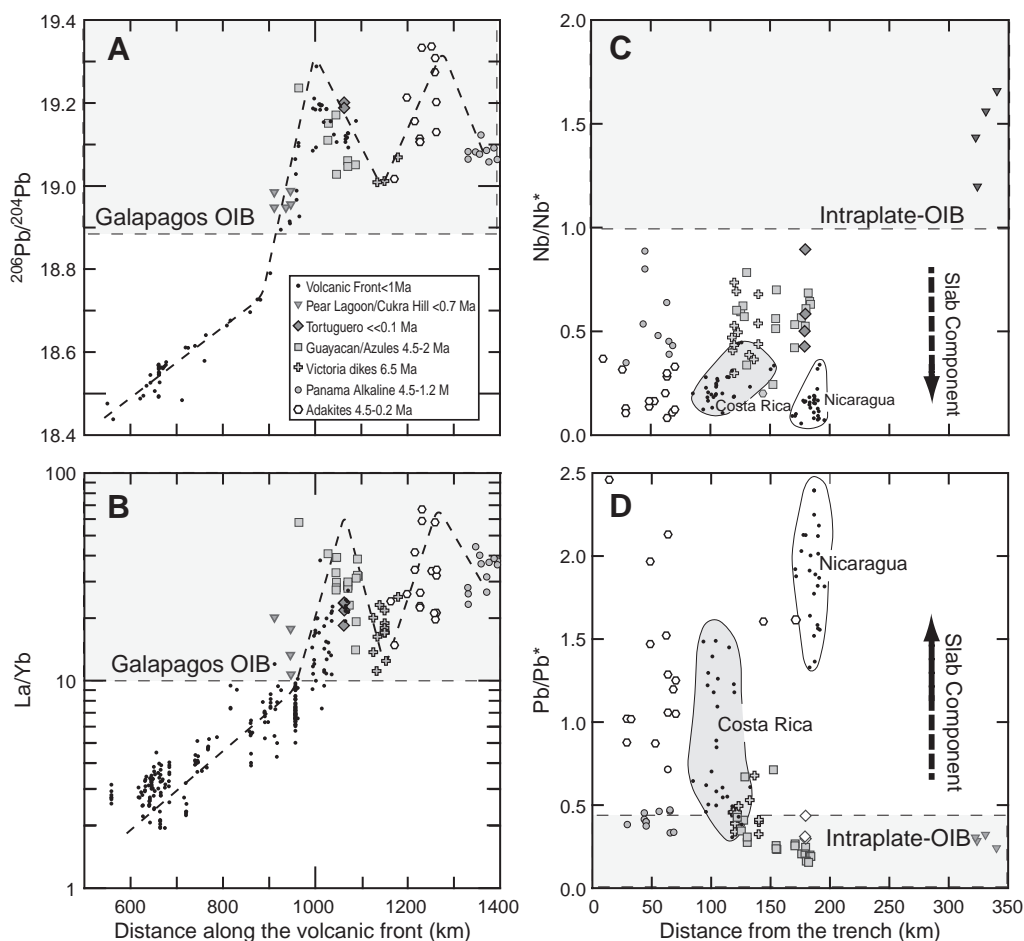 19.4
19.2
19.0
18.8
18.6
18.4
206Pb/204Pb
A
Galapagos OIB
Volcanic Front<1Ma
Pear Lagoon/Cukra Hill <0.7 Ma
Tortuguero <<0.1 Ma
Guayacan/Azules 4.5-2 Ma
Victoria dikes 6.5 Ma
Panama Alkaline 4.5-1.2 M
Adakites 4.5-0.2 Ma
2.0
1.5
1.0
0.5
0.0
Nb/Nb*
C
Intraplate-OIB
Slab Component
Costa Rica
Nicaragua
100
10
1
La/Yb
B
Galapagos OIB
600
800
1000
1200
1400
Distance along the volcanic front (km)
2.5
2.0
1.5
1.0
0.5
0.0
Pb/Pb*
D
Nicaragua
Costa Rica
Slab Component
Intraplate-OIB
0
50
100
150
200
250
300
350
Distance from the trench (km)